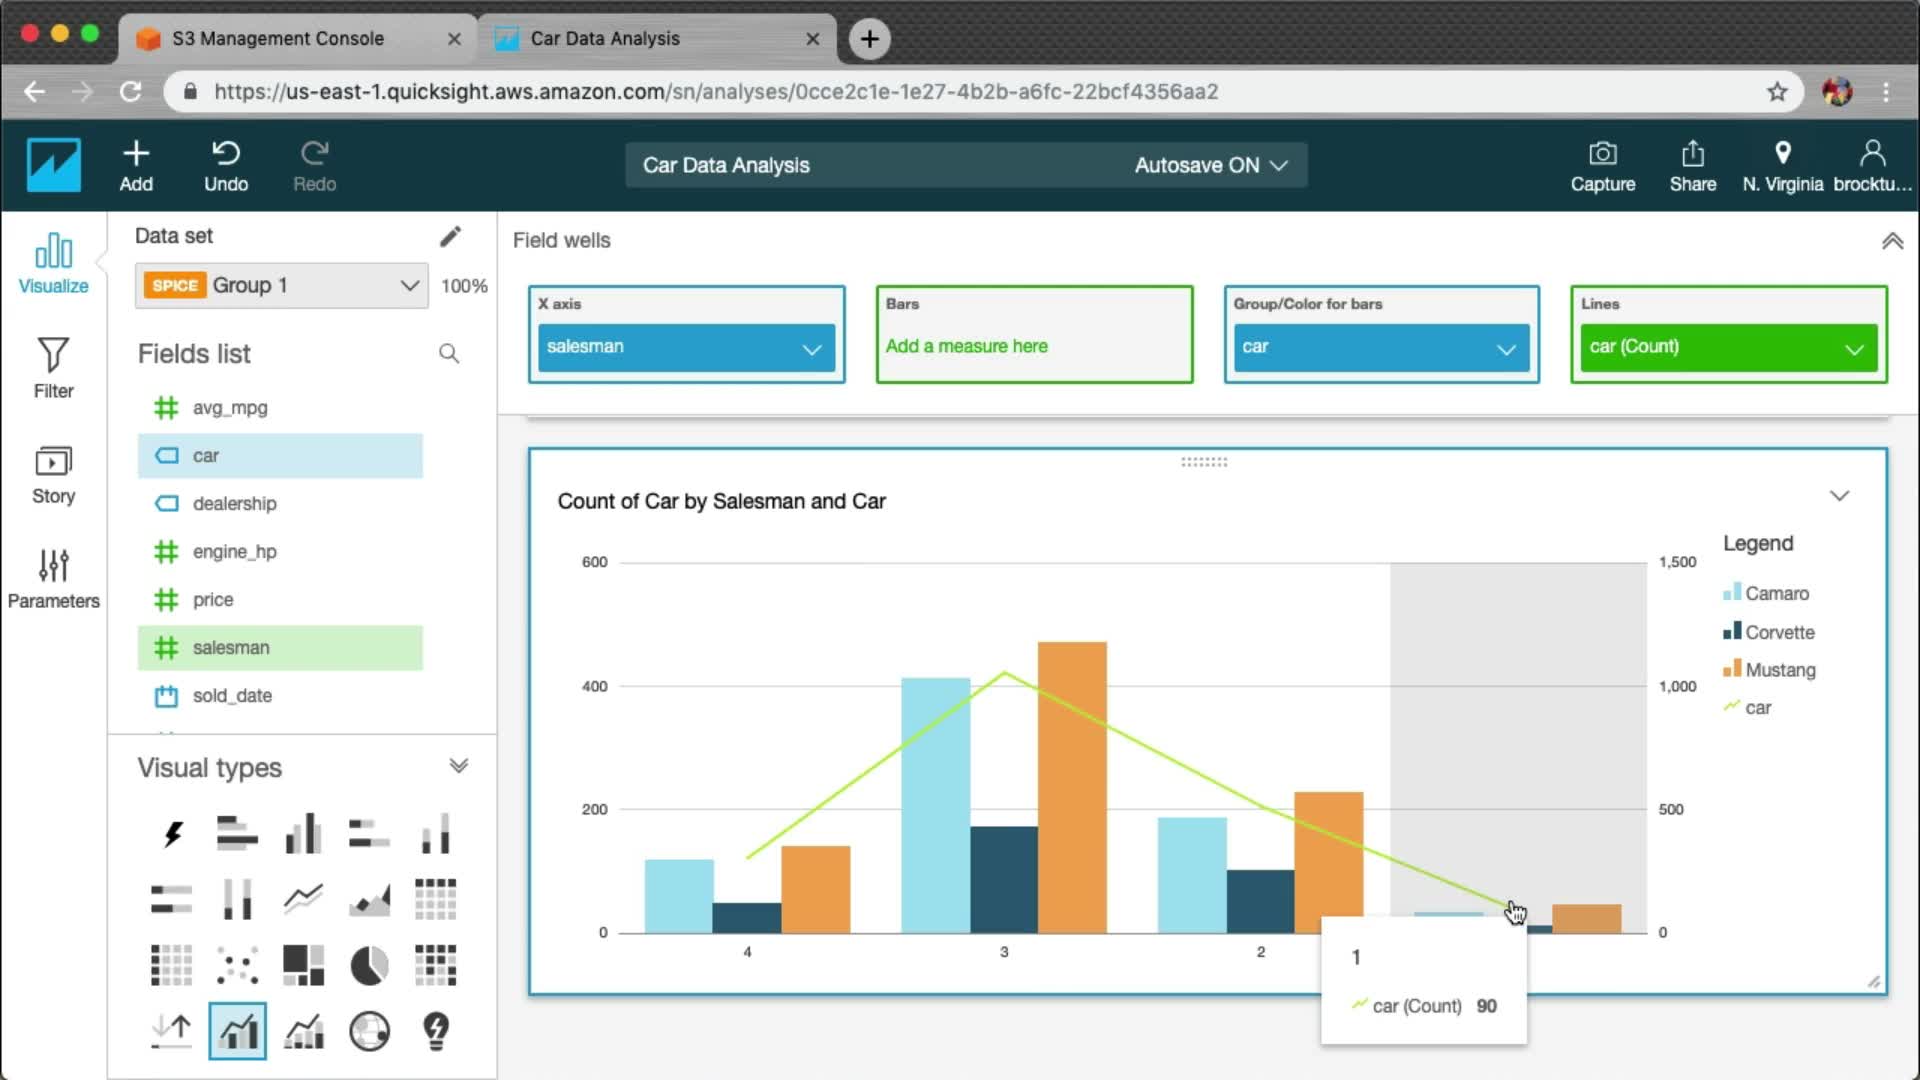 S3 Management Console
Car Data Analysis
https://us-east-1.quicksight.aws.amazon.com/sn/analyses/0cce2c1e-1e27-4b2b-a6fc-22bcf4356aa2
Add
Undo
Redo
Car Data Analysis
Autosave ON
Capture
Share
N. Virginia
brocktu...
Visualize
Filter
Story
Parameters
Data set
SPICE Group 1
100%
Fields list
avg_mpg
car
dealership
engine_hp
price
salesman
sold_date
Visual types
Field wells
X axis
salesman
Bars
Add a measure here
Group/Color for bars
car
Lines
car (Count)
Count of Car by Salesman and Car
600
400
200
0
4
3
2
1,500
1,000
500
0
Legend
Camaro
Corvette
Mustang
car
1
car (Count) 90